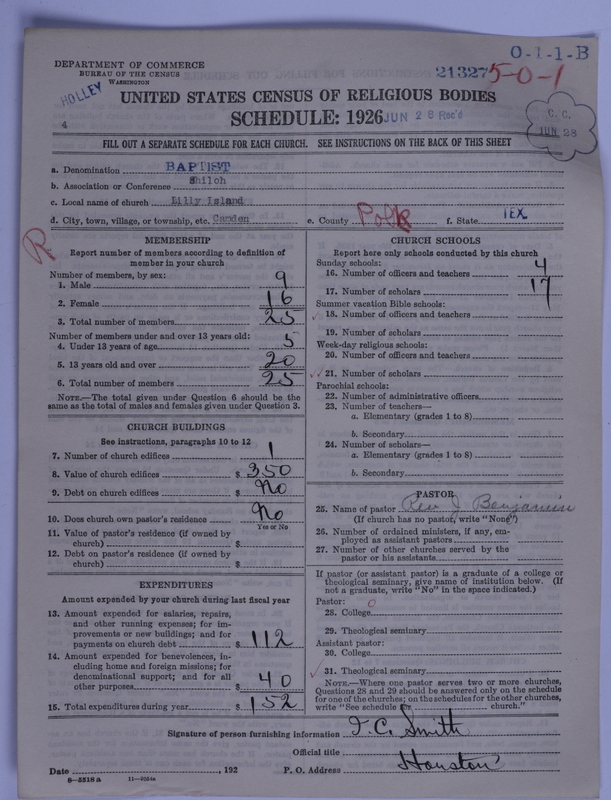 O-1-1-B
DEPARTMENT OF COMMERCE
BUREAU OF THE CENSUS
WASHINGTON
213275-0-1
HOLLEY
UNITED STATES CENSUS OF RELIGIOUS BODIES
SCHEDULE: 1926
JUN 28 Rec'd
C. C.
JUN 28
4
FILL OUT A SEPARATE SCHEDULE FOR EACH CHURCH. SEE INSTRUCTIONS ON THE BACK OF THIS SHEET
a. Denomination BAPTIST
b. Association or Conference Shiloh
c. Local name of church Lilly Island
d. City, town, village, or township, etc. Camden e. County Polk f. State TEX.
R
MEMBERSHIP
Report number of members according to definition of
member in your church
Number of members, by sex:
1. Male 9
2. Female 16
3. Total number of members 25
Number of members under and over 13 years old:
4. Under 13 years of age 5
5. 13 years old and over 20
6. Total number of members 25
NOTE.—The total given under Question 6 should be the
same as the total of males and females given under Question 3.
CHURCH BUILDINGS
See instructions, paragraphs 10 to 12
7. Number of church edifices 1
8. Value of church edifices $ 350
9. Debt on church edifices $ No
10. Does church own pastor's residence No
Yes or No
11. Value of pastor's residence (if owned by
church) $
12. Debt on pastor's residence (if owned by
church) $
EXPENDITURES
Amount expended by your church during last fiscal year
13. Amount expended for salaries, repairs,
and other running expenses; for im-
provements or new buildings; and for
payments on church debt $ 112
14. Amount expended for benevolences, in-
cluding home and foreign missions; for
denominational support; and for all
other purposes $ 40
15. Total expenditures during year $ 152
CHURCH SCHOOLS
Report here only schools conducted by this church
Sunday schools:
16. Number of officers and teachers 4
17. Number of scholars 17
Summer vacation Bible schools:
18. Number of officers and teachers
19. Number of scholars
Week-day religious schools:
20. Number of officers and teachers
21. Number of scholars
Parochial schools:
22. Number of administrative officers
23. Number of teachers—
a. Elementary (grades 1 to 8)
b. Secondary
24. Number of scholars—
a. Elementary (grades 1 to 8)
b. Secondary
PASTOR
25. Name of pastor Rev J. Benjamin
(If church has no pastor, write "None")
26. Number of ordained ministers, if any, em-
ployed as assistant pastors
27. Number of other churches served by the
pastor or his assistants
If pastor (or assistant pastor) is a graduate of a college or
theological seminary, give name of institution below. (If
not a graduate, write "No" in the space indicated.)
Pastor: O
28. College
29. Theological seminary
Assistant pastor:
30. College
31. Theological seminary
NOTE.—Where one pastor serves two or more churches,
Questions 28 and 29 should be answered only on the schedule
for one of the churches; on the schedules for the other churches,
write "See schedule for church."
Signature of person furnishing information J. C. Smith
Official title
Date , 192 P. O. Address Houston
8-5518 a 11-9034a